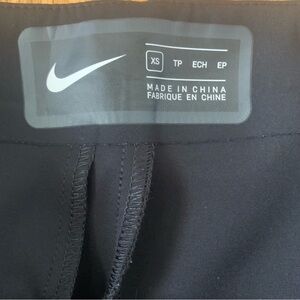 XS TP ECH EP
MADE IN CHINA
FABRIQUE EN CHINE